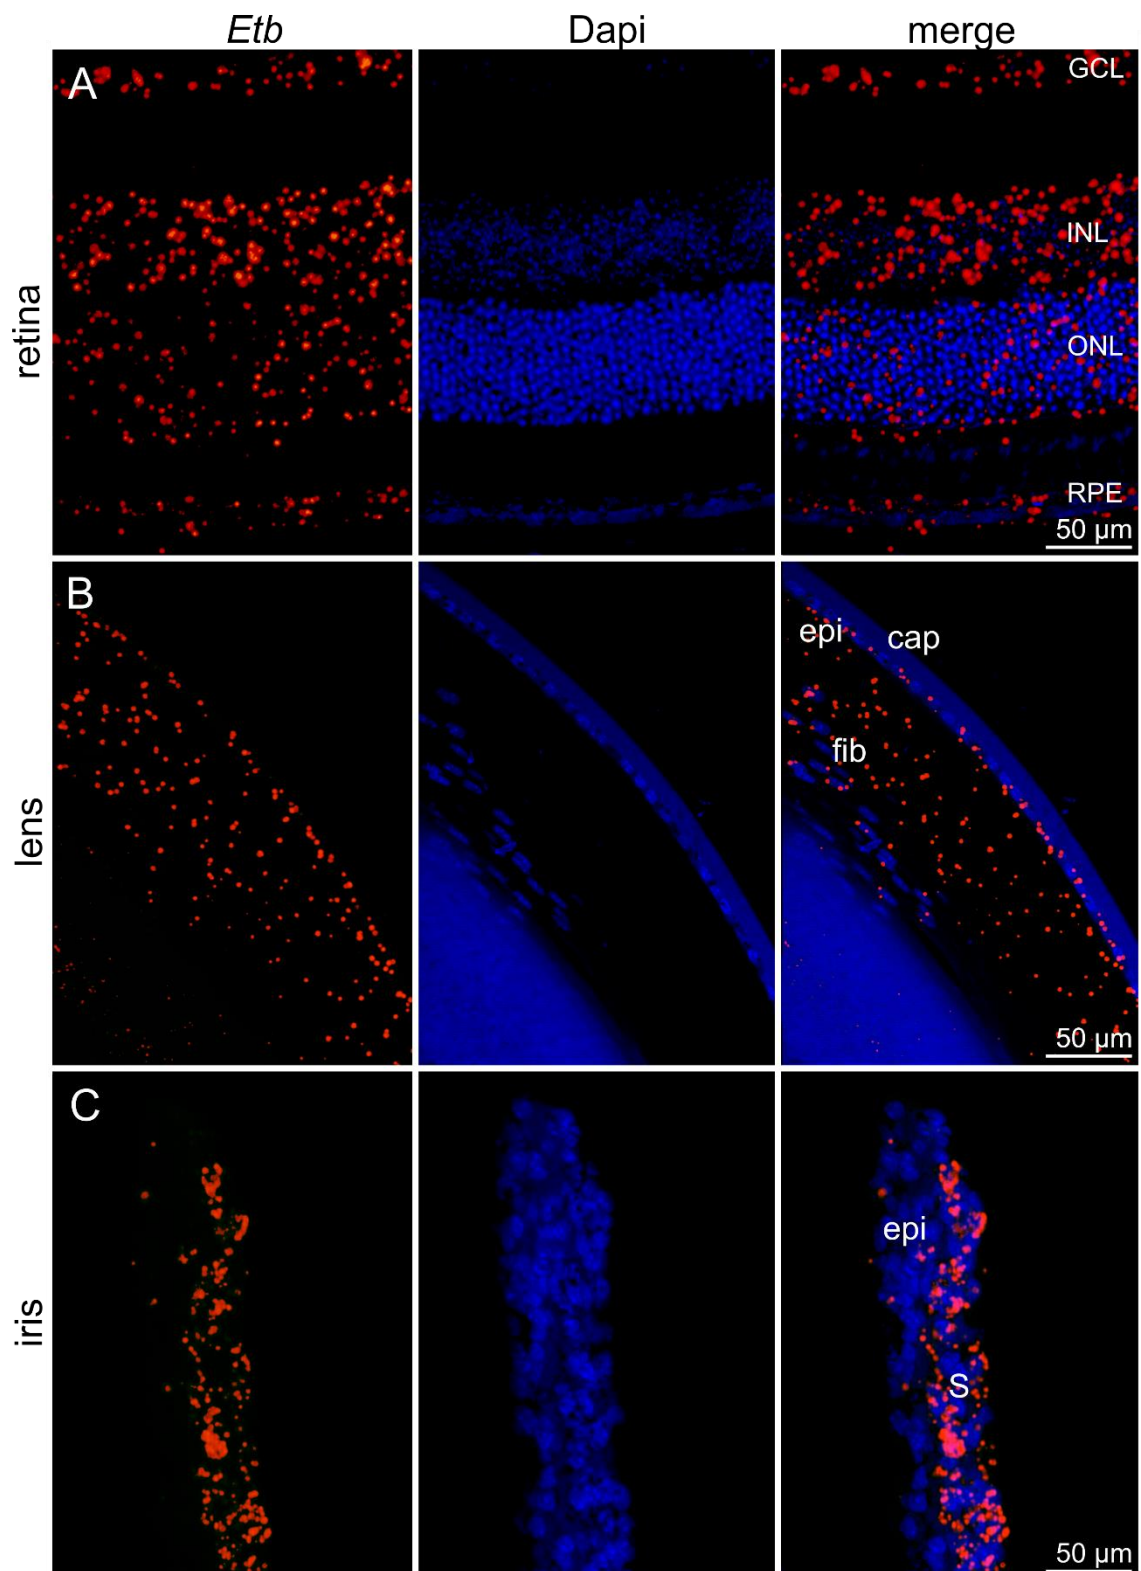 Etb Dapi merge
A
GCL
INL
ONL
RPE
50 µm
retina
B
epi
cap
fib
50 µm
lens
C
epi
S
50 µm
iris